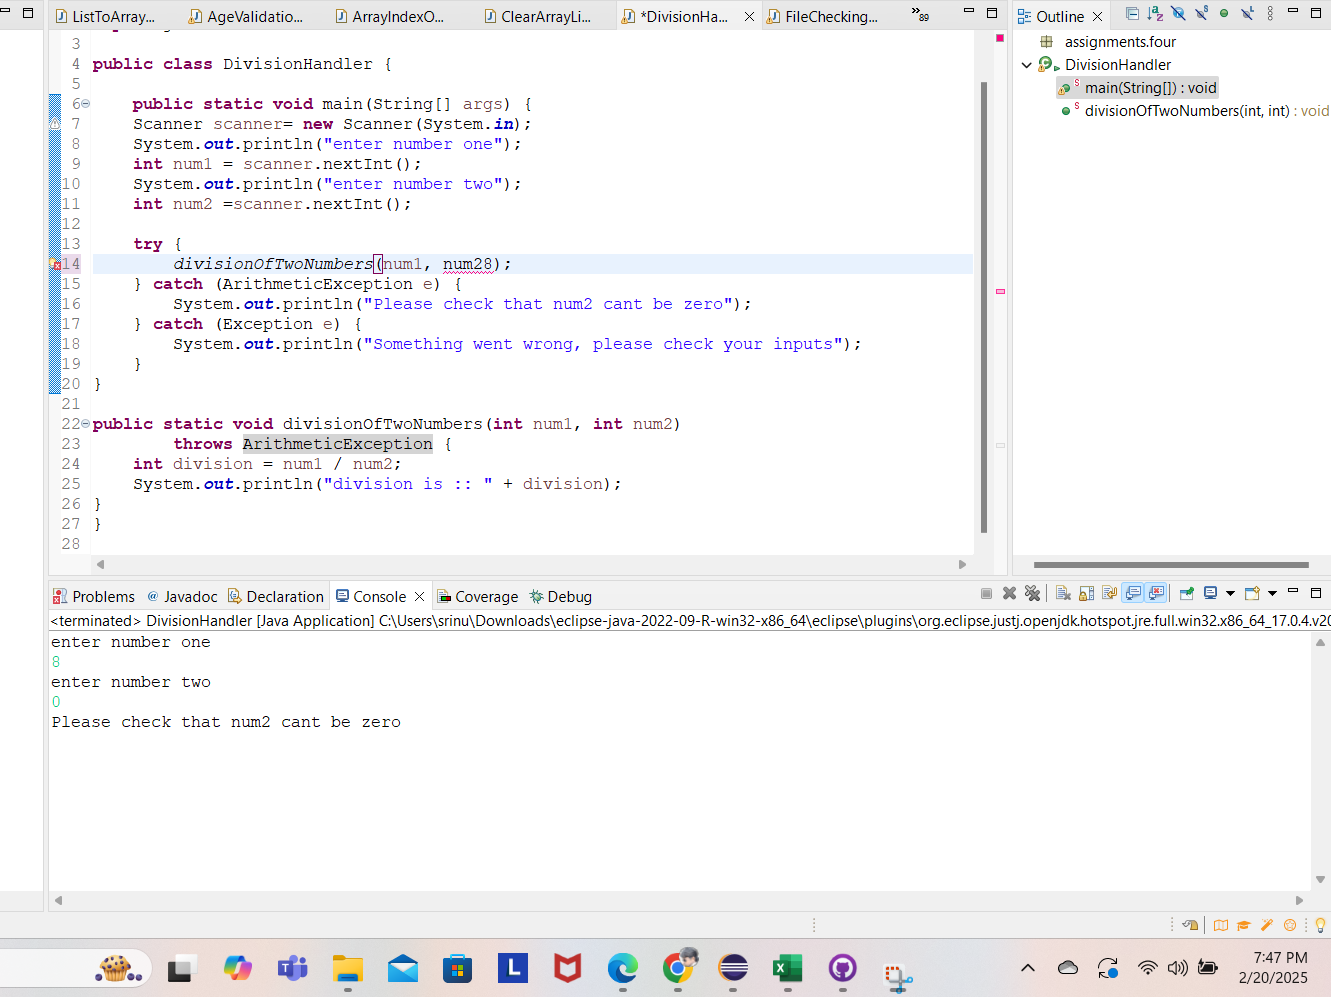 ListToArray...
AgeValidatio...
ArrayIndexO...
ClearArrayLi...
*DivisionHa...
FileChecking...
»89
Outline
3
4 public class DivisionHandler {
5
6 public static void main(String[] args) {
7 Scanner scanner= new Scanner(System.in);
8 System.out.println("enter number one");
9 int num1 = scanner.nextInt();
10 System.out.println("enter number two");
11 int num2 =scanner.nextInt();
12
13 try {
14 divisionOfTwoNumbers(num1, num28);
15 } catch (ArithmeticException e) {
16 System.out.println("Please check that num2 cant be zero");
17 } catch (Exception e) {
18 System.out.println("Something went wrong, please check your inputs");
19 }
20 }
21
22 public static void divisionOfTwoNumbers(int num1, int num2)
23 throws ArithmeticException {
24 int division = num1 / num2;
25 System.out.println("division is :: " + division);
26 }
27 }
28
assignments.four
DivisionHandler
main(String[]) : void
divisionOfTwoNumbers(int, int) : void
Problems @ Javadoc Declaration Console Coverage Debug
<terminated> DivisionHandler [Java Application] C:\Users\srinu\Downloads\eclipse-java-2022-09-R-win32-x86_64\eclipse\plugins\org.eclipse.justj.openjdk.hotspot.jre.full.win32.x86_64_17.0.4.v20
enter number one
8
enter number two
0
Please check that num2 cant be zero
L
7:47 PM
2/20/2025